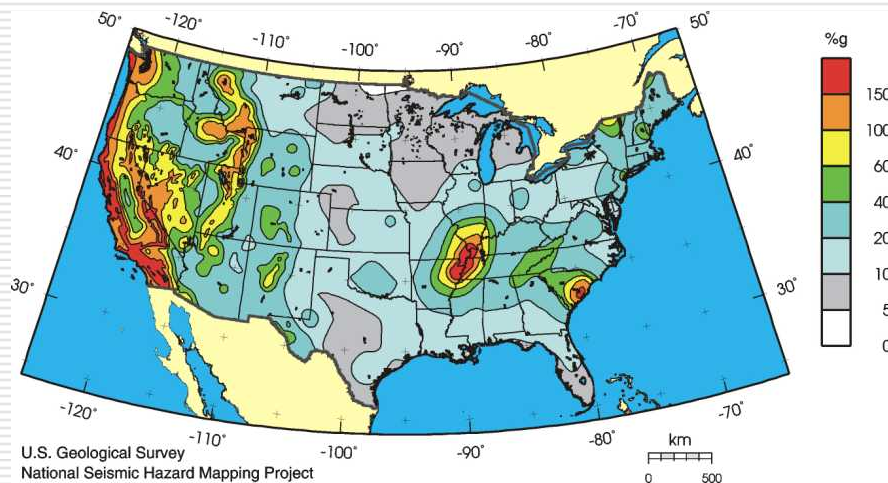 50° -120° -110° -100° -90° -80° -70° 50°
%g
150
100
60
40
20
10
5
0
40° 40°
30° 30°
-120° -110° -100° -90° -80° -70°
km
0 500
U.S. Geological Survey
National Seismic Hazard Mapping Project